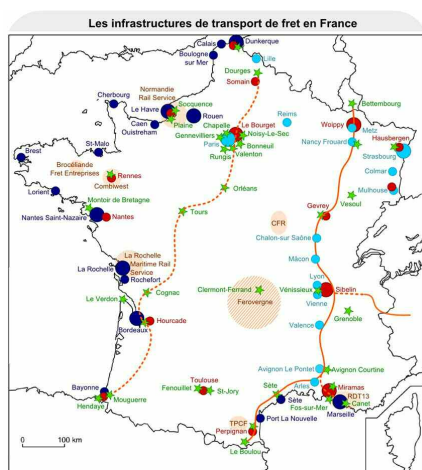 Les infrastructures de transport de fret en France
Calais
Dunkerque
Boulogne
sur Mer
Lille
Dourges
Somain
Cherbourg
Normandie
Rail Service
Le Havre
Socquence
Rouen
Caen
Ouistreham
Plaine
Chapelle
Le Bourget
Gennevilliers
Noisy-Le-Sec
Paris
Bonneuil
Rungis
Valenton
Reims
Bettembourg
Woippy
Metz
Nancy Frouard
Hausbergen
Strasbourg
Colmar
Mulhouse
Vesoul
Brest
St-Malo
Brocéliande
Fret Entreprises
Rennes
Combiwest
Lorient
Montoir de Bretagne
Nantes Saint-Nazaire
Nantes
Orléans
Tours
CFR
Gevrey
Chalon-sur Saône
Mâcon
La Rochelle
Maritime Rail
Service
La Rochelle
Rochefort
Le Verdon
Cognac
Clermont-Ferrand
Ferovergne
Lyon
Vénissieux
Sibelin
Vienne
Grenoble
Valence
Bordeaux
Hourcade
Avignon Le Pontet
Avignon Courtine
Arles
Bayonne
Mouguerre
Hendaye
Toulouse
Fenouillet
St-Jory
Sète
Sète
Miramas
RDT13
Fos-sur-Mer
Canet
Marseille
TPCF
Perpignan
Port La Nouvelle
Le Boulou
0
100 km